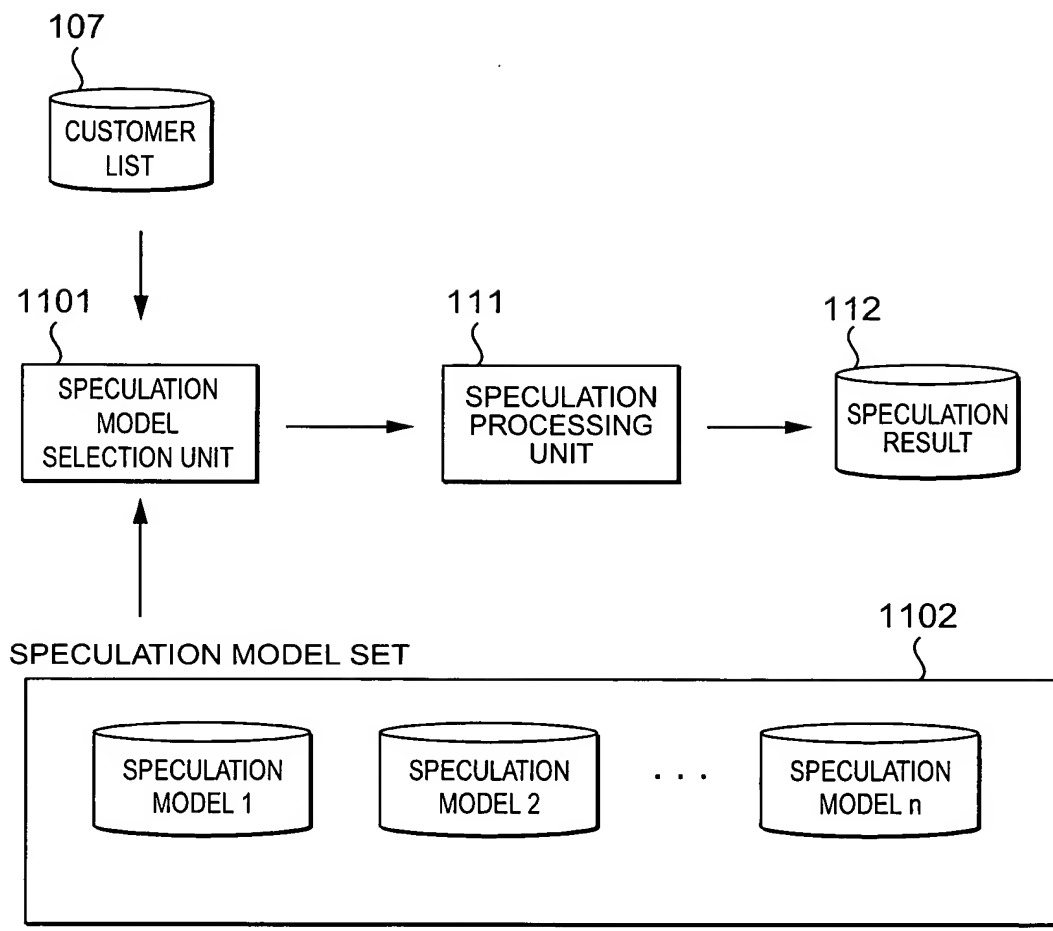 107
CUSTOMER
LIST
1101
SPECULATION
MODEL
SELECTION UNIT
111
SPECULATION
PROCESSING
UNIT
112
SPECULATION
RESULT
1102
SPECULATION MODEL SET
SPECULATION
MODEL 1
SPECULATION
MODEL 2
. . .
SPECULATION
MODEL n